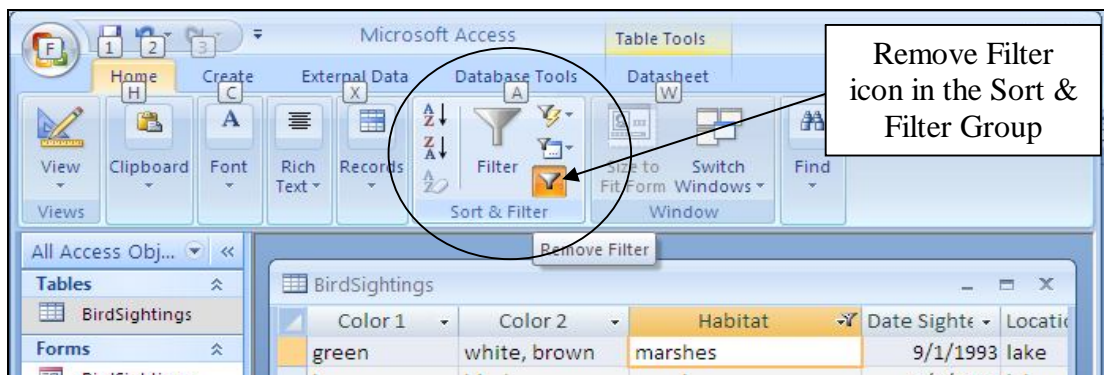 Microsoft Access
Table Tools
F
1
2
3
Home
Create
External Data
Database Tools
Datasheet
H
C
X
A
W
View
Clipboard
Font
Rich
Text
Records
Filter
Size to
Fit Form
Switch
Windows
Find
Views
Sort & Filter
Window
Remove Filter
icon in the Sort &
Filter Group
Remove Filter
All Access Obj...
Tables
BirdSightings
Forms
BirdSightings
Color 1
Color 2
Habitat
Date Sighte
Locatio
green
white, brown
marshes
9/1/1993
lake